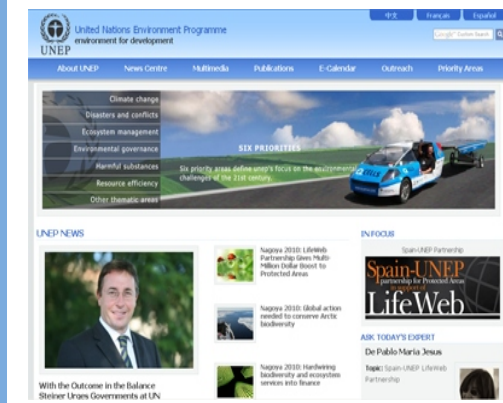 中文 Français Español
United Nations Environment Programme
environment for development
UNEP
Google™ Custom Search
About UNEP News Centre Multimedia Publications E-Calendar Outreach Priority Areas
Climate change
Disasters and conflicts
Ecosystem management
Environmental governance
Harmful substances
Resource efficiency
Other thematic areas
SIX PRIORITIES
Six priority areas define unep's focus on the environmental
challenges of the 21st century.
UNEP NEWS
With the Outcome in the Balance
Steiner Urges Governments at UN
Nagoya 2010: LifeWeb
Partnership Gives Multi-
Million Dollar Boost to
Protected Areas
Nagoya 2010: Global action
needed to conserve Arctic
biodiversity
Nagoya 2010: Hardwiring
biodiversity and ecosystem
services into finance
IN FOCUS
Spain-UNEP Partnership
Spain-UNEP
partnership for Protected Areas
in support of
LifeWeb
ASK TODAY'S EXPERT
De Pablo Maria Jesus
Topic: Spain-UNEP LifeWeb
Partnership